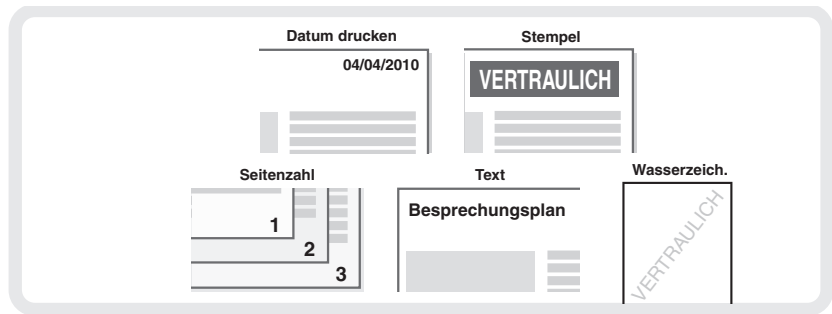 Datum drucken
04/04/2010
Stempel
VERTRAULICH
Seitenzahl
1
2
3
Text
Besprechungsplan
Wasserzeich.
VERTRAULICH